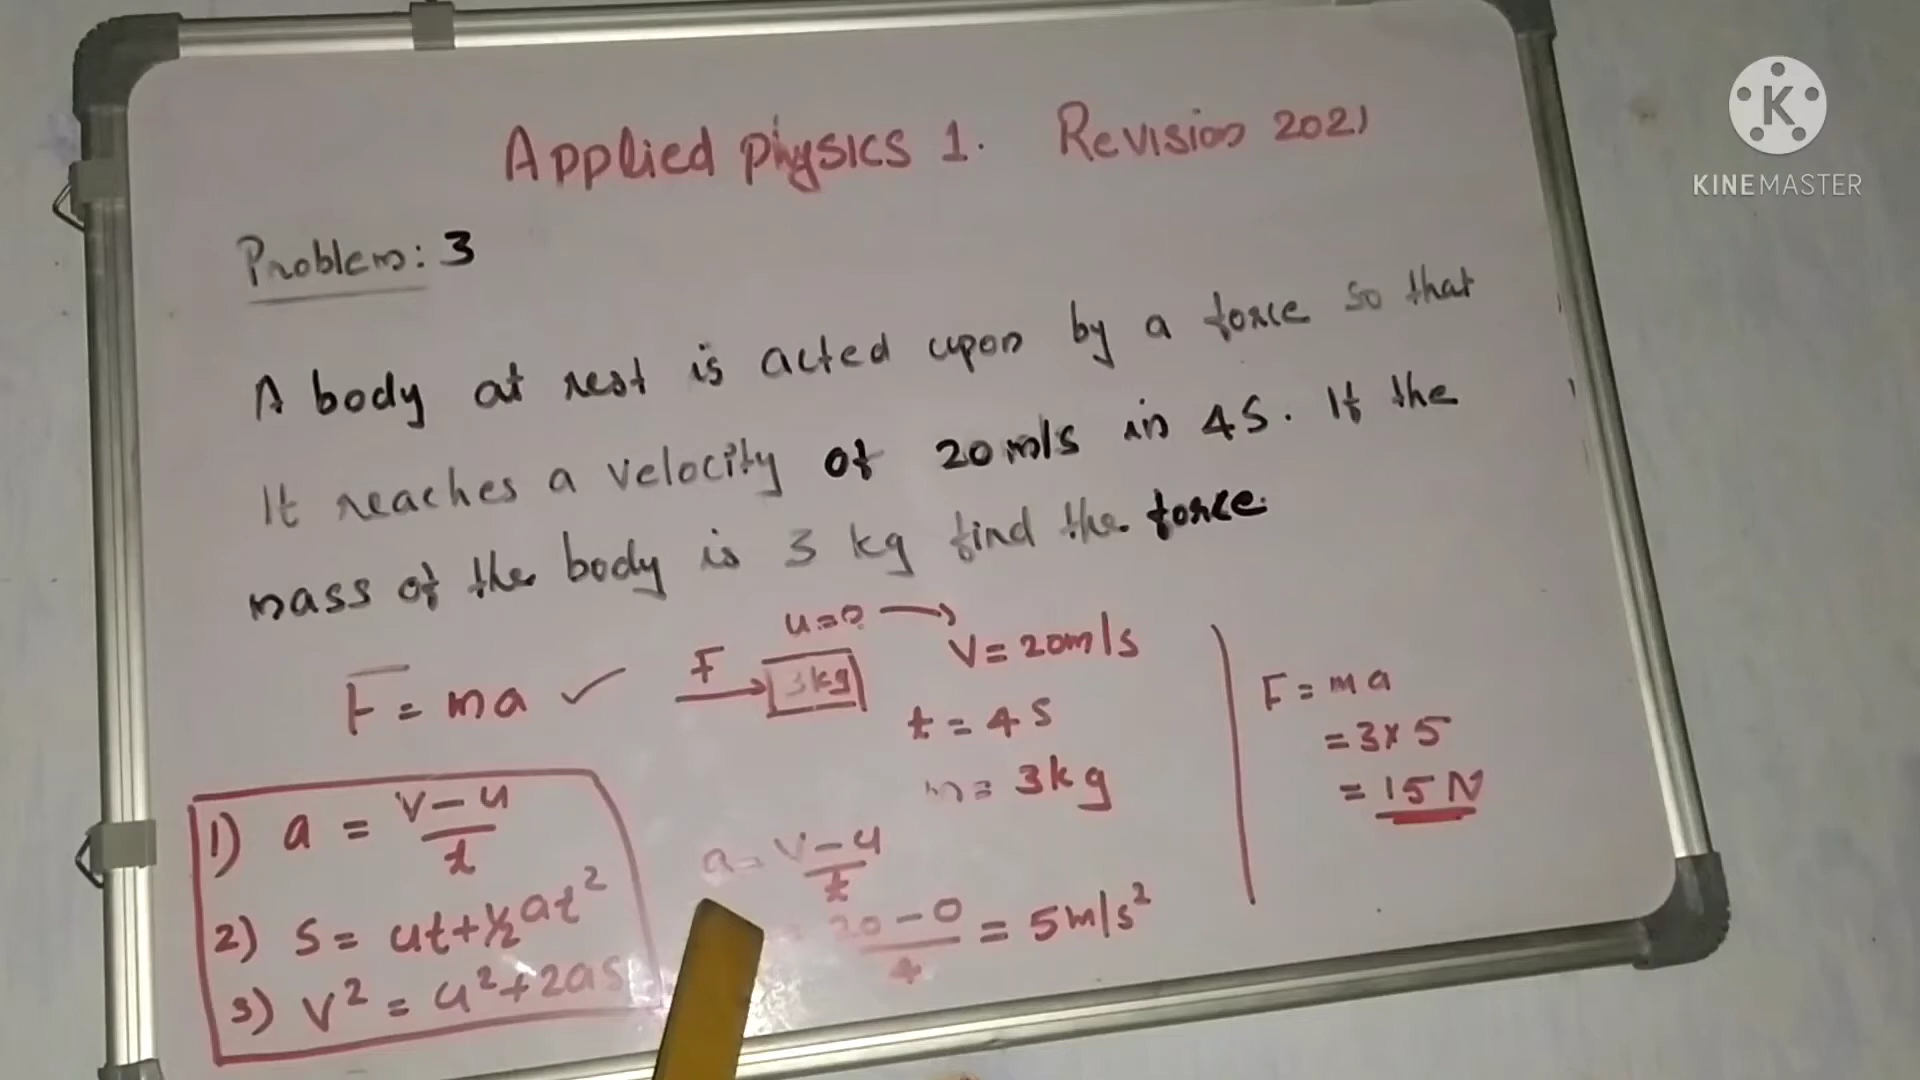 Applied physics 1. Revision 2021
K
KINEMASTER
Problem: 3
A body at rest is acted upon by a force so that
It reaches a velocity of 20 m/s in 4S. If the
mass of the body is 3 kg find the force.
F = ma ✓
F
u=0 →
3kg
V = 20m/s
t = 4S
m = 3kg
1) a = v-u/t
2) S = ut+½at²
3) V² = u²+2as
a = v-u/t
= 20-0/4 = 5m/s²
F = ma
= 3×5
= 15 N